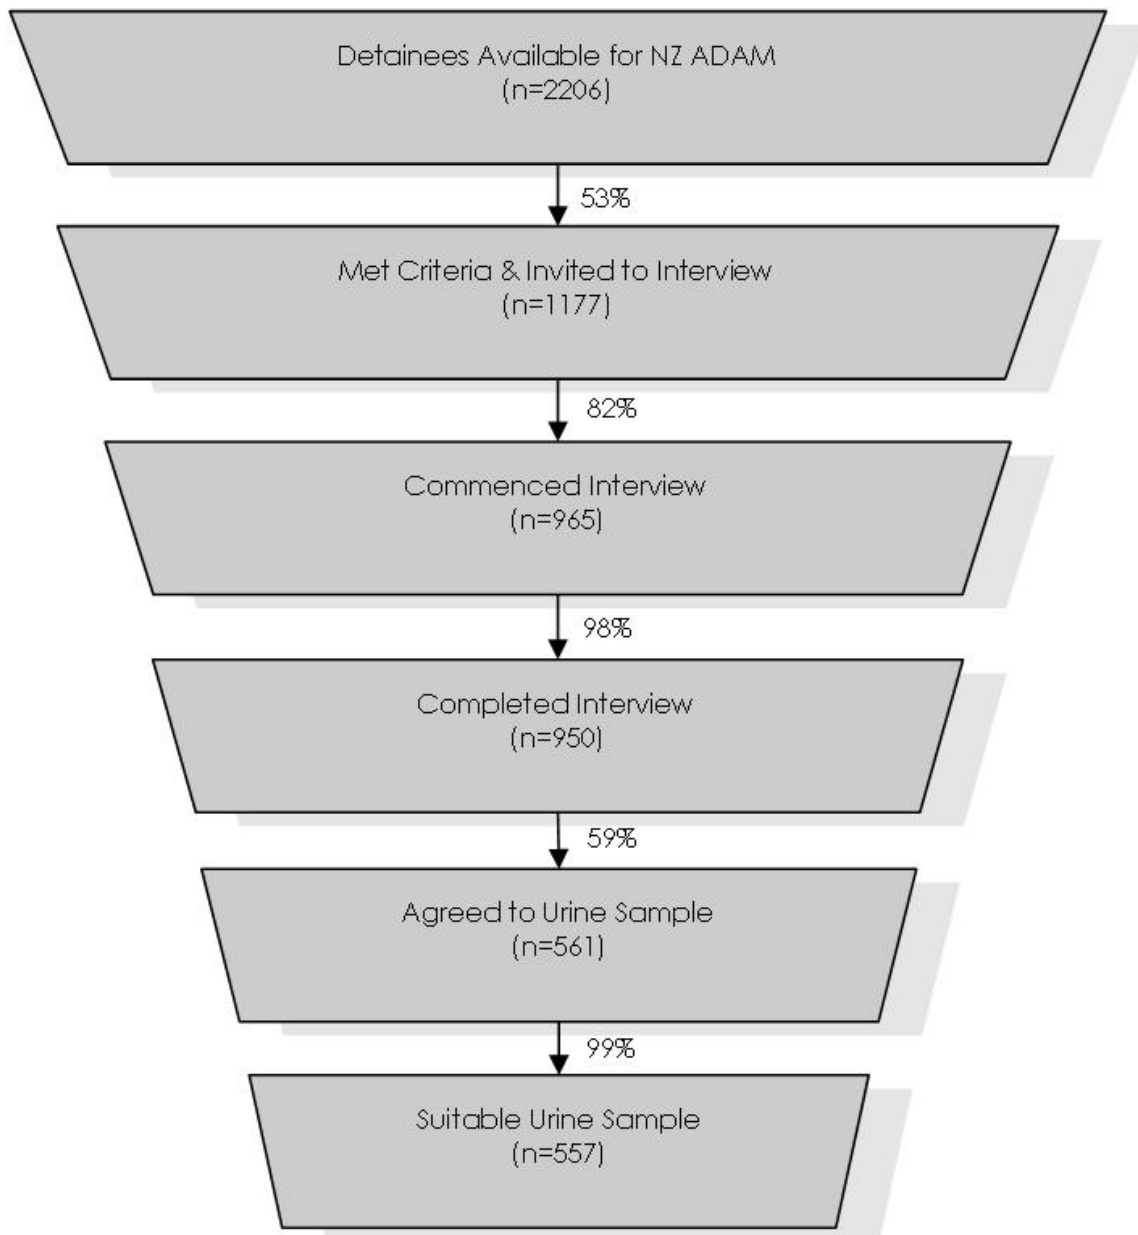 Detainees Available for NZ ADAM
(n=2206)
53%
Met Criteria & Invited to Interview
(n=1177)
82%
Commenced Interview
(n=965)
98%
Completed Interview
(n=950)
59%
Agreed to Urine Sample
(n=561)
99%
Suitable Urine Sample
(n=557)